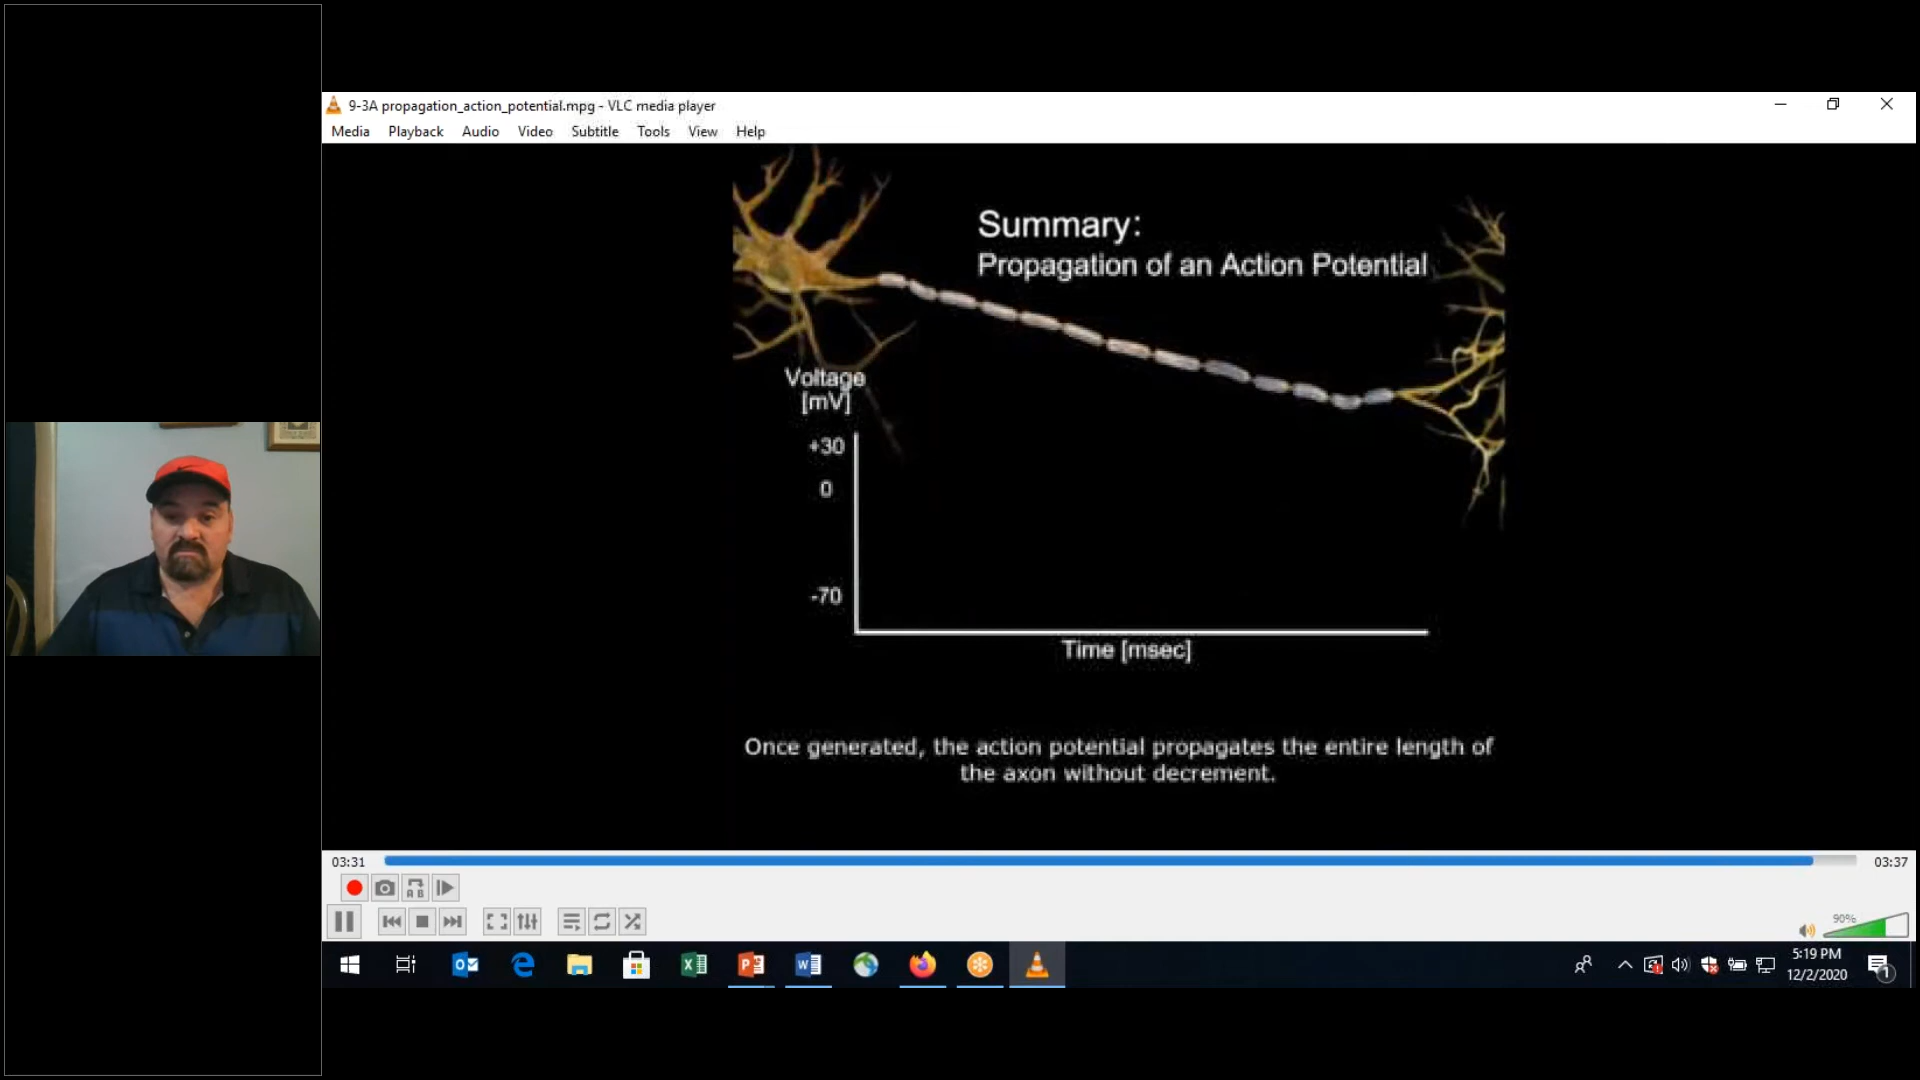 9-3A propagation_action_potential.mpg - VLC media player
Media Playback Audio Video Subtitle Tools View Help
Summary:
Propagation of an Action Potential
Voltage
[mV]
+30
0
-70
Time [msec]
Once generated, the action potential propagates the entire length of
the axon without decrement.
03:31
03:37
90%
5:19 PM
12/2/2020
1